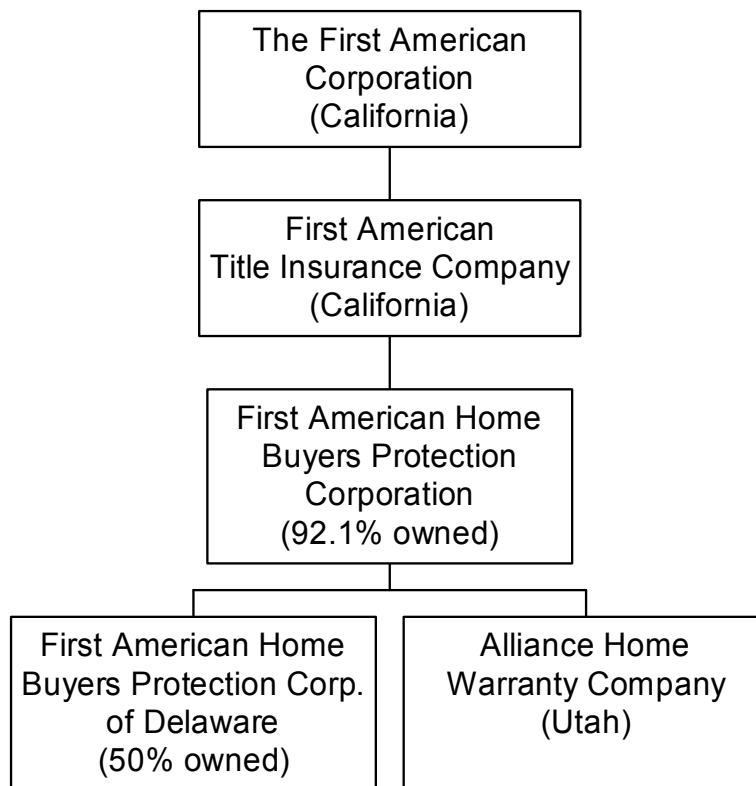 The First American
Corporation
(California)
First American
Title Insurance Company
(California)
First American Home
Buyers Protection
Corporation
(92.1% owned)
First American Home
Buyers Protection Corp.
of Delaware
(50% owned)
Alliance Home
Warranty Company
(Utah)